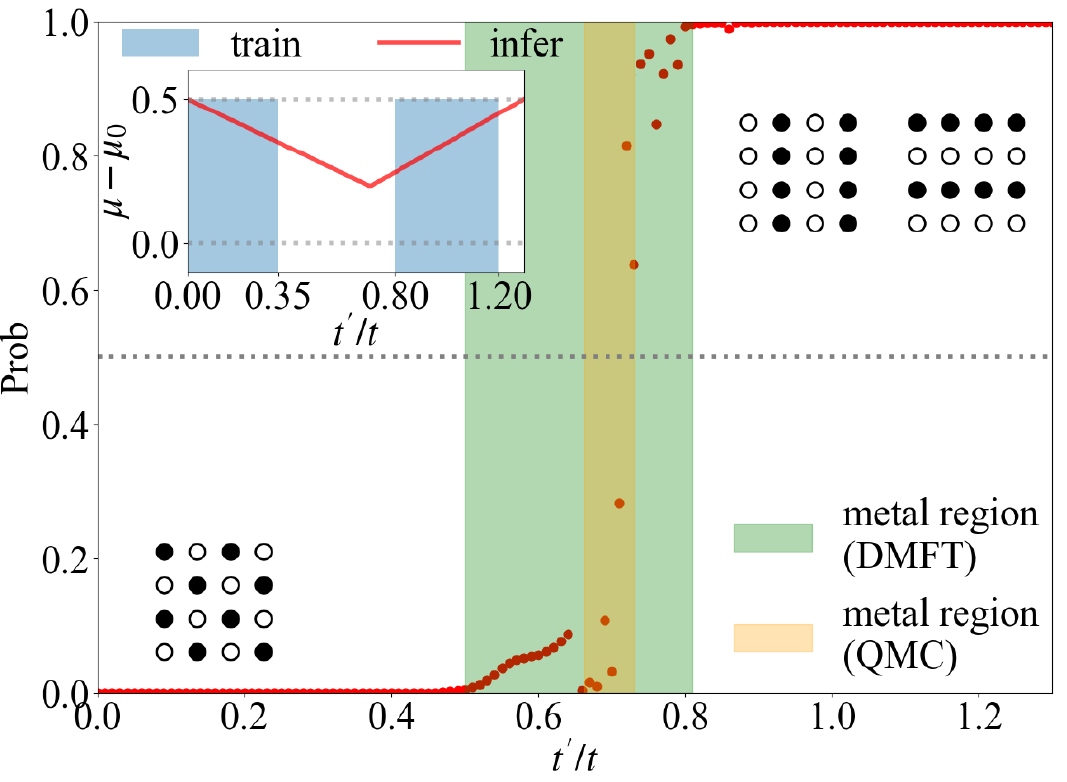 1.0
train
infer
0.5
μ − μ0
0.0
0.00 0.35 0.80 1.20
t′/t
0.8
0.6
Prob
0.4
0.2
0.0
metal region
(DMFT)
metal region
(QMC)
0.0 0.2 0.4 0.6 0.8 1.0 1.2
t′/t